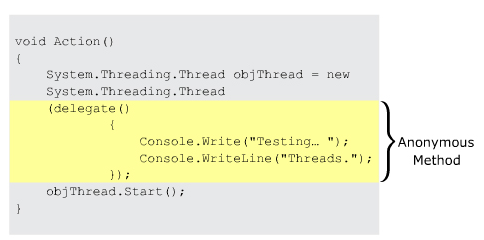 void Action()
{
System.Threading.Thread objThread = new
System.Threading.Thread
(delegate()
{
Console.Write("Testing… ");
Console.WriteLine("Threads.");
});
objThread.Start();
}
Anonymous
Method